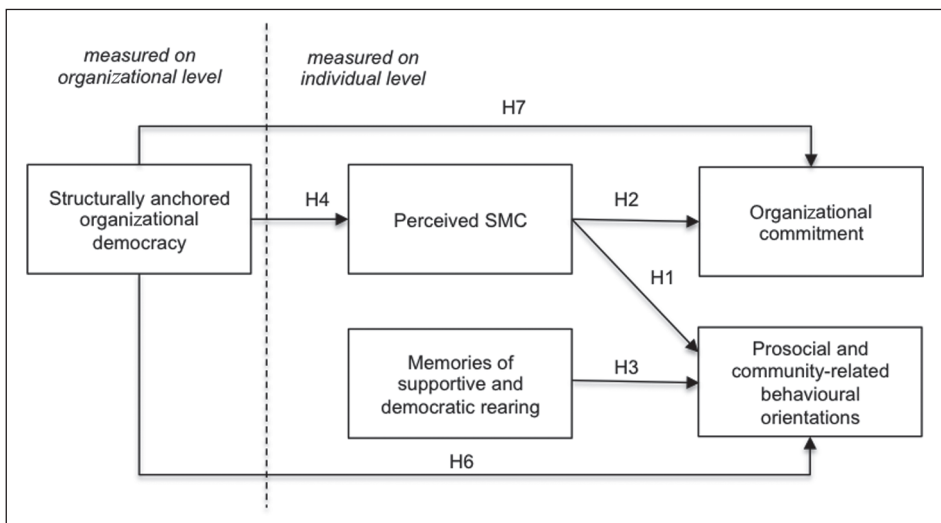 measured on
organizational level
measured on
individual level
H7
Structurally anchored
organizational
democracy
H4
Perceived SMC
H2
Organizational
commitment
H1
Memories of
supportive and
democratic rearing
H3
Prosocial and
community-related
behavioural
orientations
H6